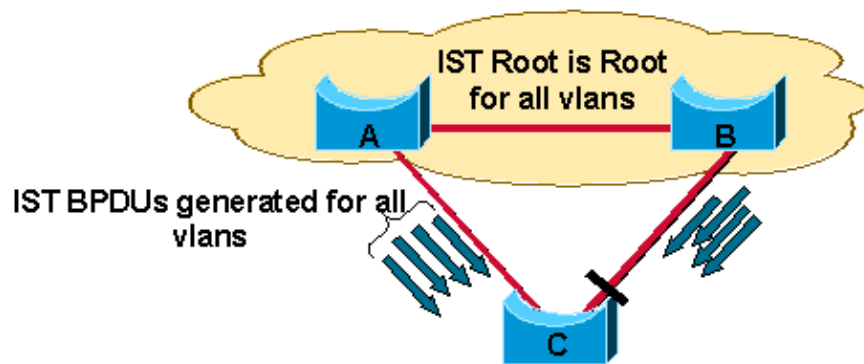 IST Root is Root
for all vlans
A
B
IST BPDUs generated for all
vlans
C